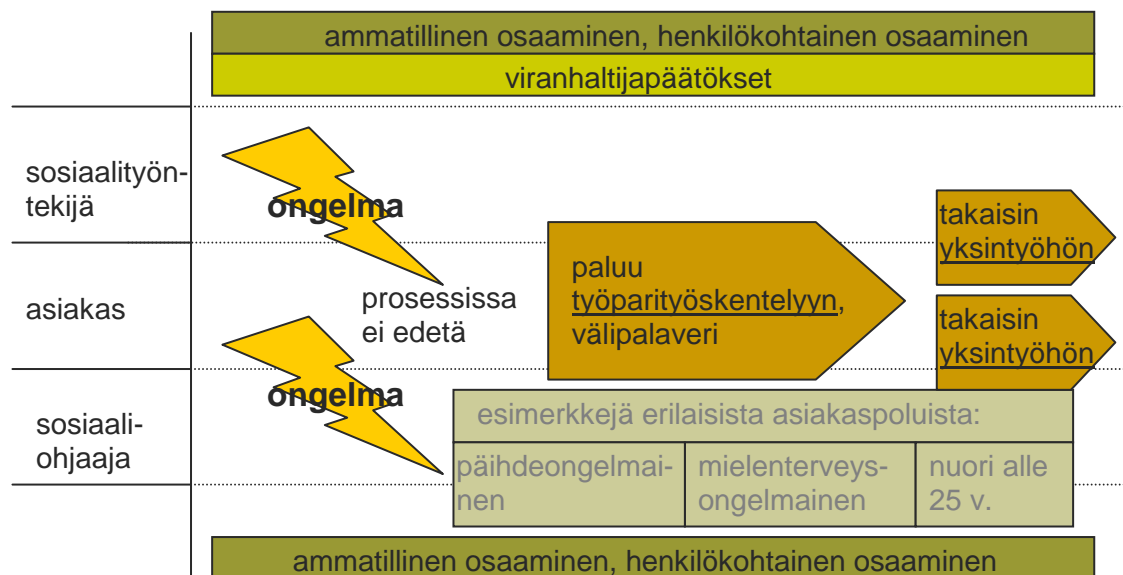 ammatillinen osaaminen, henkilökohtainen osaaminen
viranhaltijapäätökset
sosiaalityön-
tekijä
ongelma
takaisin
yksintyöhön
asiakas
prosessissa
ei edetä
paluu
työparityöskentelyyn,
välipalaveri
takaisin
yksintyöhön
sosiaali-
ohjaaja
ongelma
esimerkkejä erilaisista asiakaspoluista:
päihdeongelmai-
nen
mielenterveys-
ongelmainen
nuori alle
25 v.
ammatillinen osaaminen, henkilökohtainen osaaminen